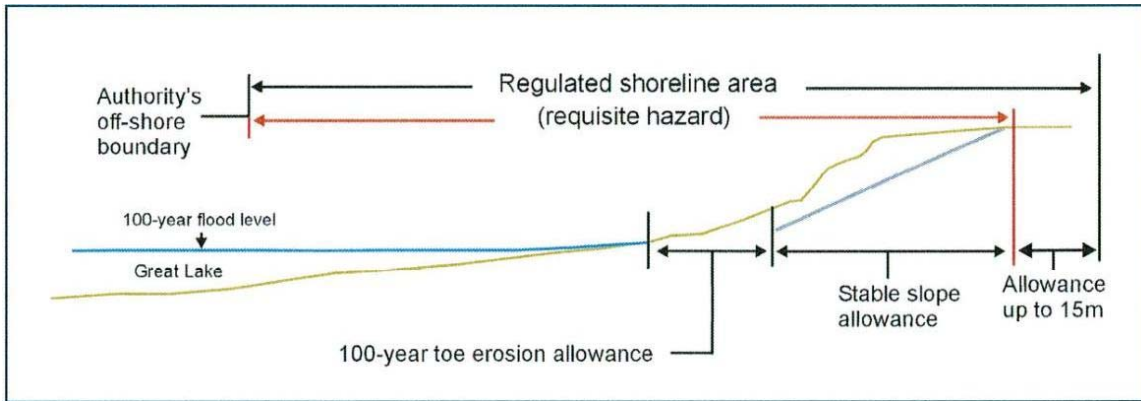 Authority's
off-shore
boundary
Regulated shoreline area
(requisite hazard)
100-year flood level
Great Lake
100-year toe erosion allowance
Stable slope
allowance
Allowance
up to 15m